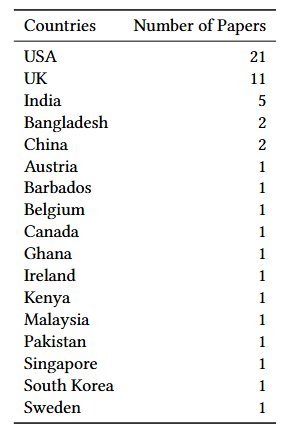 Countries Number of Papers
USA 21
UK 11
India 5
Bangladesh 2
China 2
Austria 1
Barbados 1
Belgium 1
Canada 1
Ghana 1
Ireland 1
Kenya 1
Malaysia 1
Pakistan 1
Singapore 1
South Korea 1
Sweden 1